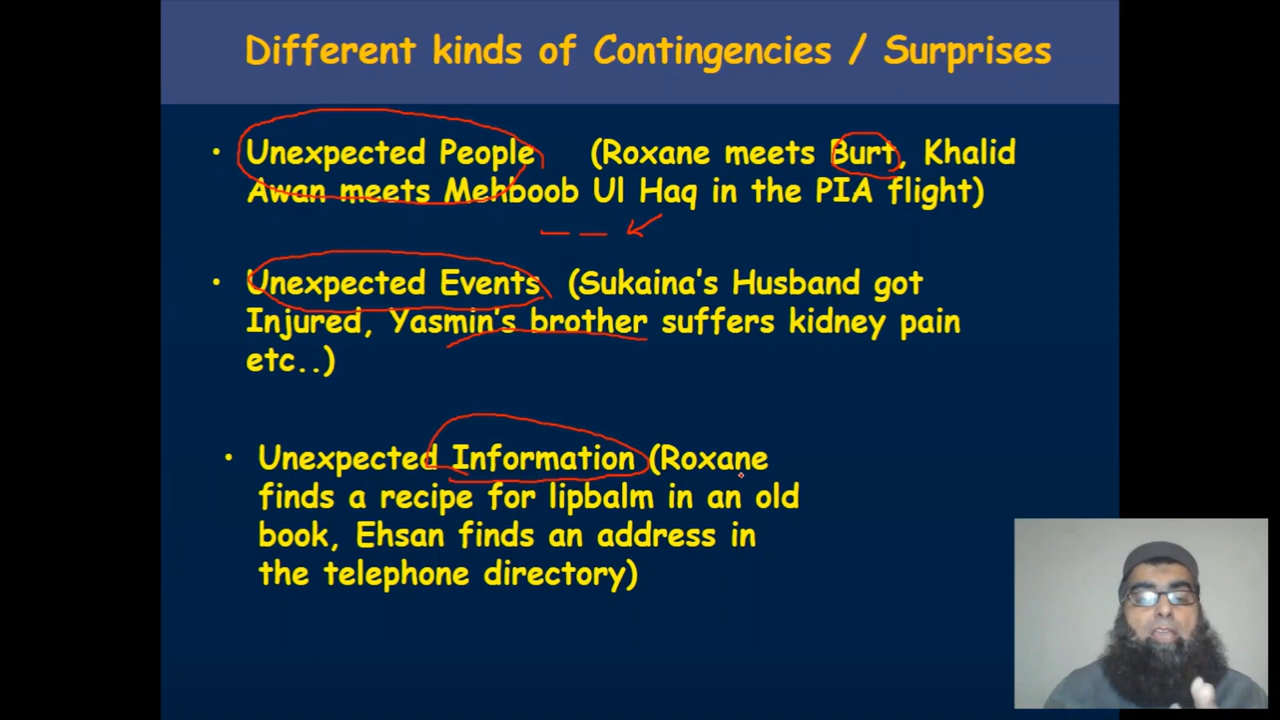 Different kinds of Contingencies / Surprises
• Unexpected People (Roxane meets Burt, Khalid
Awan meets Mehboob Ul Haq in the PIA flight)
• Unexpected Events (Sukaina's Husband got
Injured, Yasmin's brother suffers kidney pain
etc..)
• Unexpected Information (Roxane
finds a recipe for lipbalm in an old
book, Ehsan finds an address in
the telephone directory)